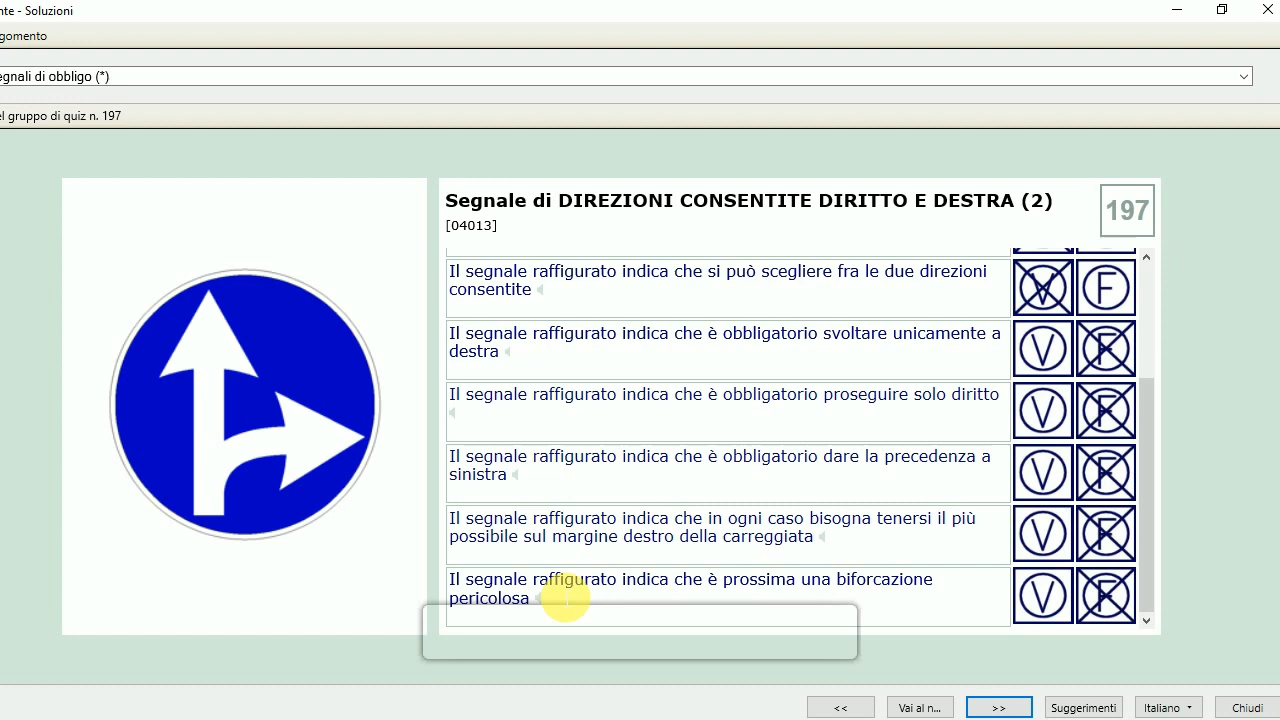 nte - Soluzioni
gomento
egnali di obbligo (*)
el gruppo di quiz n. 197
Segnale di DIREZIONI CONSENTITE DIRITTO E DESTRA (2)
[04013]
197
Il segnale raffigurato indica che si può scegliere fra le due direzioni
consentite
V F
Il segnale raffigurato indica che è obbligatorio svoltare unicamente a
destra
V F
Il segnale raffigurato indica che è obbligatorio proseguire solo diritto
V F
Il segnale raffigurato indica che è obbligatorio dare la precedenza a
sinistra
V F
Il segnale raffigurato indica che in ogni caso bisogna tenersi il più
possibile sul margine destro della carreggiata
V F
Il segnale raffigurato indica che è prossima una biforcazione
pericolosa
V F
<< Vai al n... >> Suggerimenti Italiano Chiudi